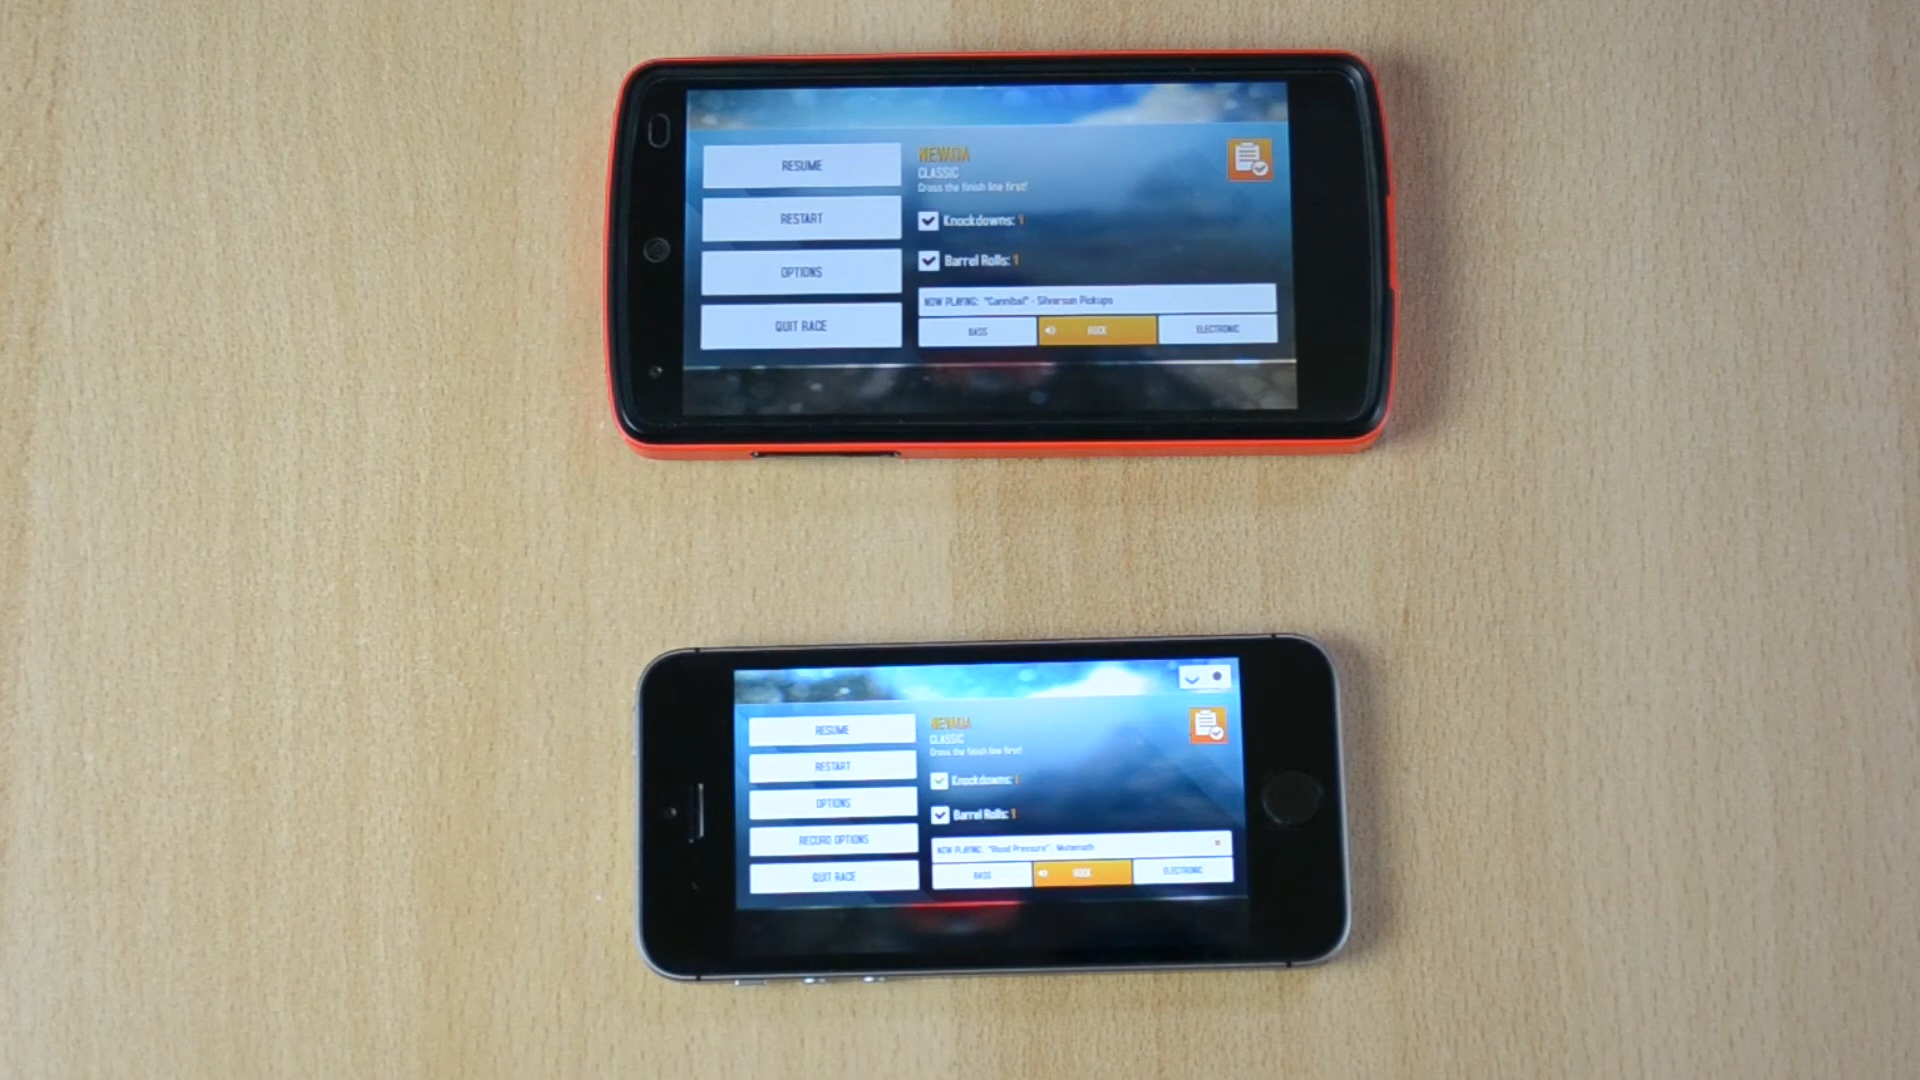 RESUME
RESTART
OPTIONS
QUIT RACE
NEVADA
CLASSIC
Cross the finish line first!
Knockdowns: 1
Barrel Rolls: 1
NOW PLAYING: "Cannibal" - Silversun Pickups
BASS
ROCK
ELECTRONIC
RESUME
RESTART
OPTIONS
RECORD OPTIONS
QUIT RACE
NEVADA
CLASSIC
Cross the finish line first!
Knockdowns: 1
Barrel Rolls: 1
NOW PLAYING: "Blood Pressure" - Mutemath
BASS
ROCK
ELECTRONIC